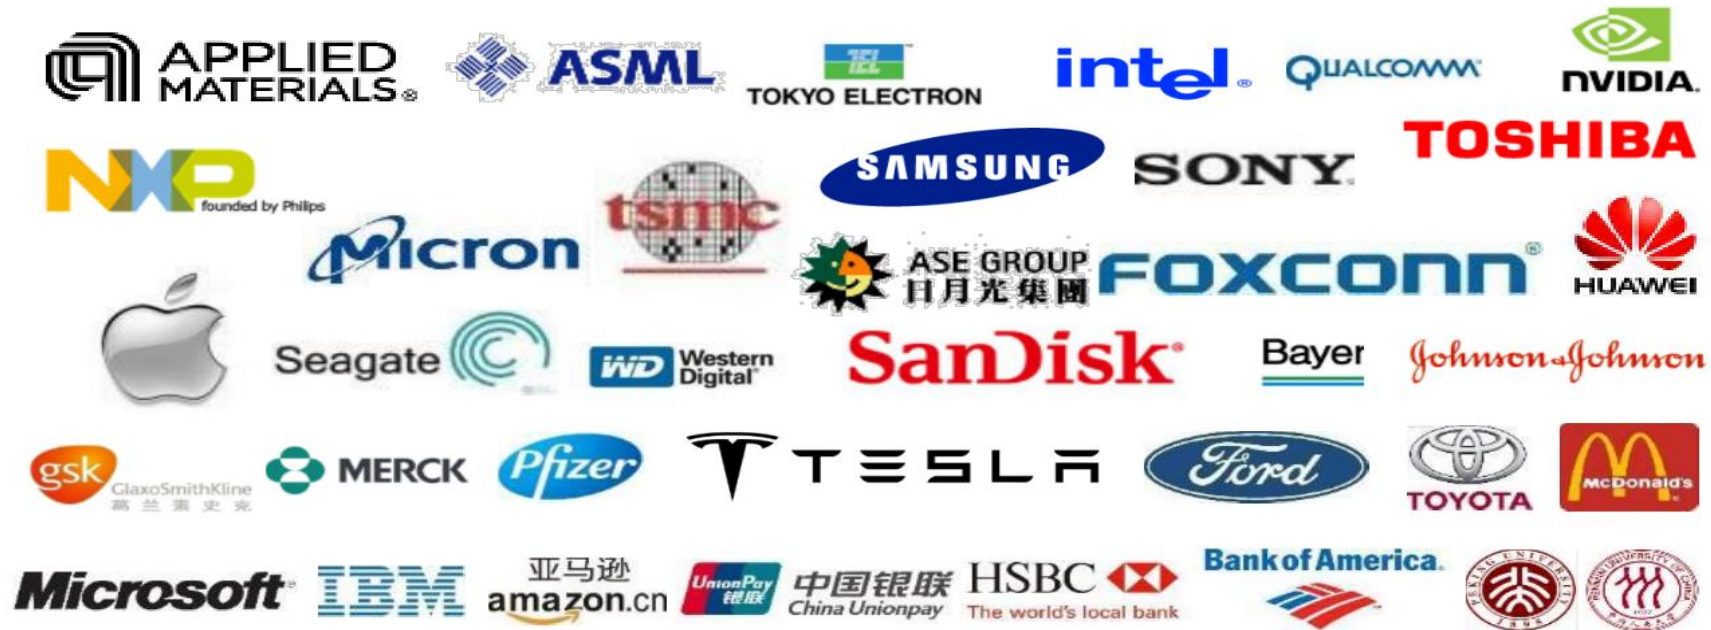 APPLIED
MATERIALS®
ASML
TEL
TOKYO ELECTRON
intel®
QUALCOMM
NVIDIA.
NXP
founded by Philips
tsmc
SAMSUNG
SONY
TOSHIBA
Micron
ASE GROUP
日月光集團
FOXCONN®
HUAWEI
Seagate
WD Western
Digital®
SanDisk®
Bayer
Johnson & Johnson
gsk
GlaxoSmithKline
葛兰素史克
MERCK
Pfizer
TESLA
Ford
TOYOTA
McDonald's
Microsoft®
IBM
亚马逊
amazon.cn
UnionPay
银联
中国银联
China Unionpay
HSBC
The world's local bank
Bank of America.
PEKING UNIVERSITY
1898